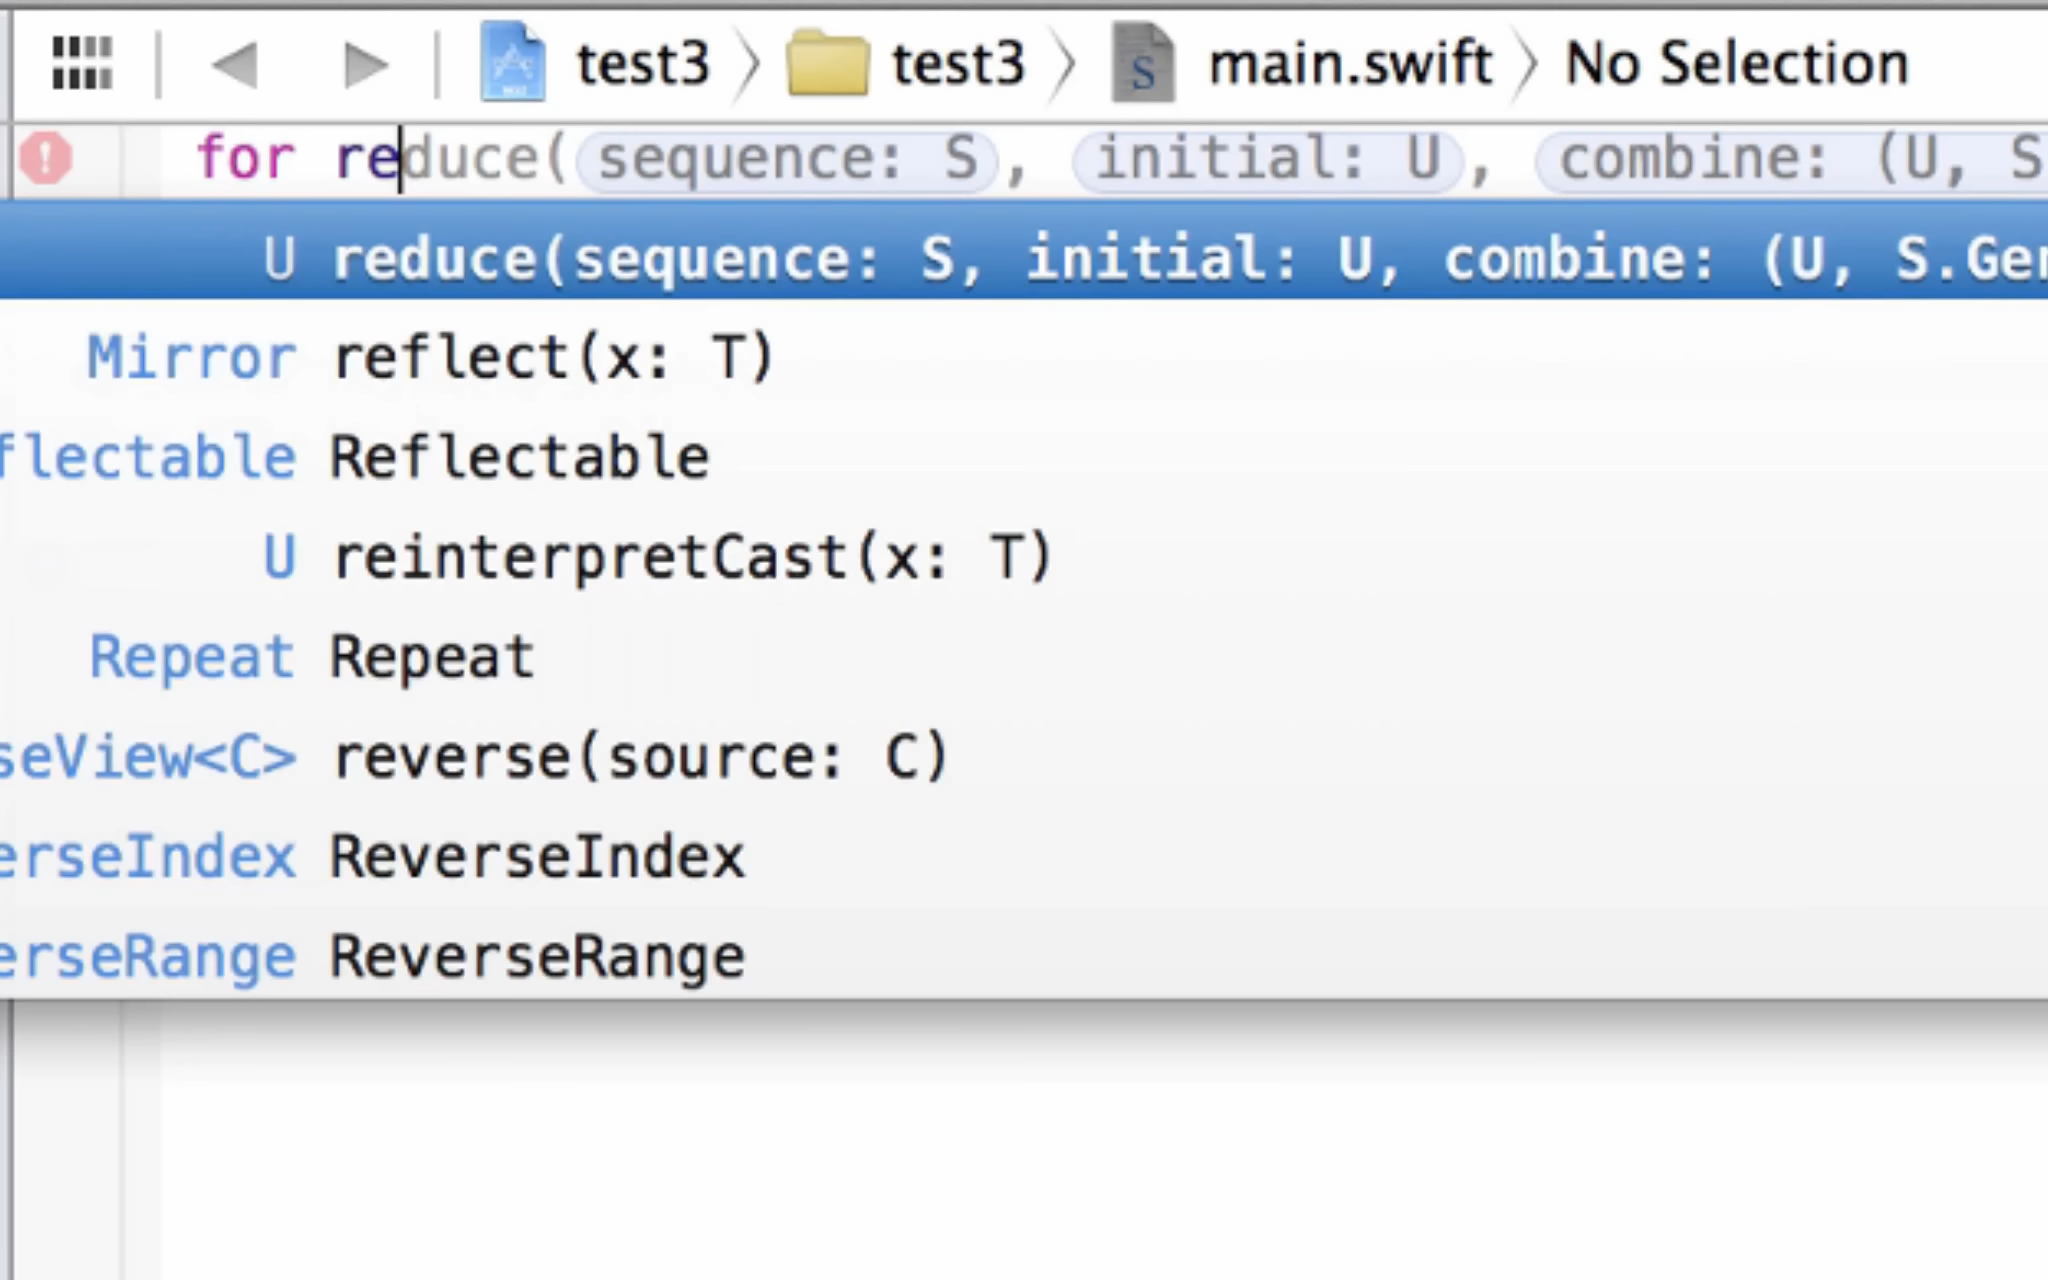 test3 test3 main.swift No Selection
for reduce(sequence: S, initial: U, combine: (U, S
U reduce(sequence: S, initial: U, combine: (U, S.Gen
Mirror reflect(x: T)
flectable Reflectable
U reinterpretCast(x: T)
Repeat Repeat
seView<C> reverse(source: C)
erseIndex ReverseIndex
erseRange ReverseRange